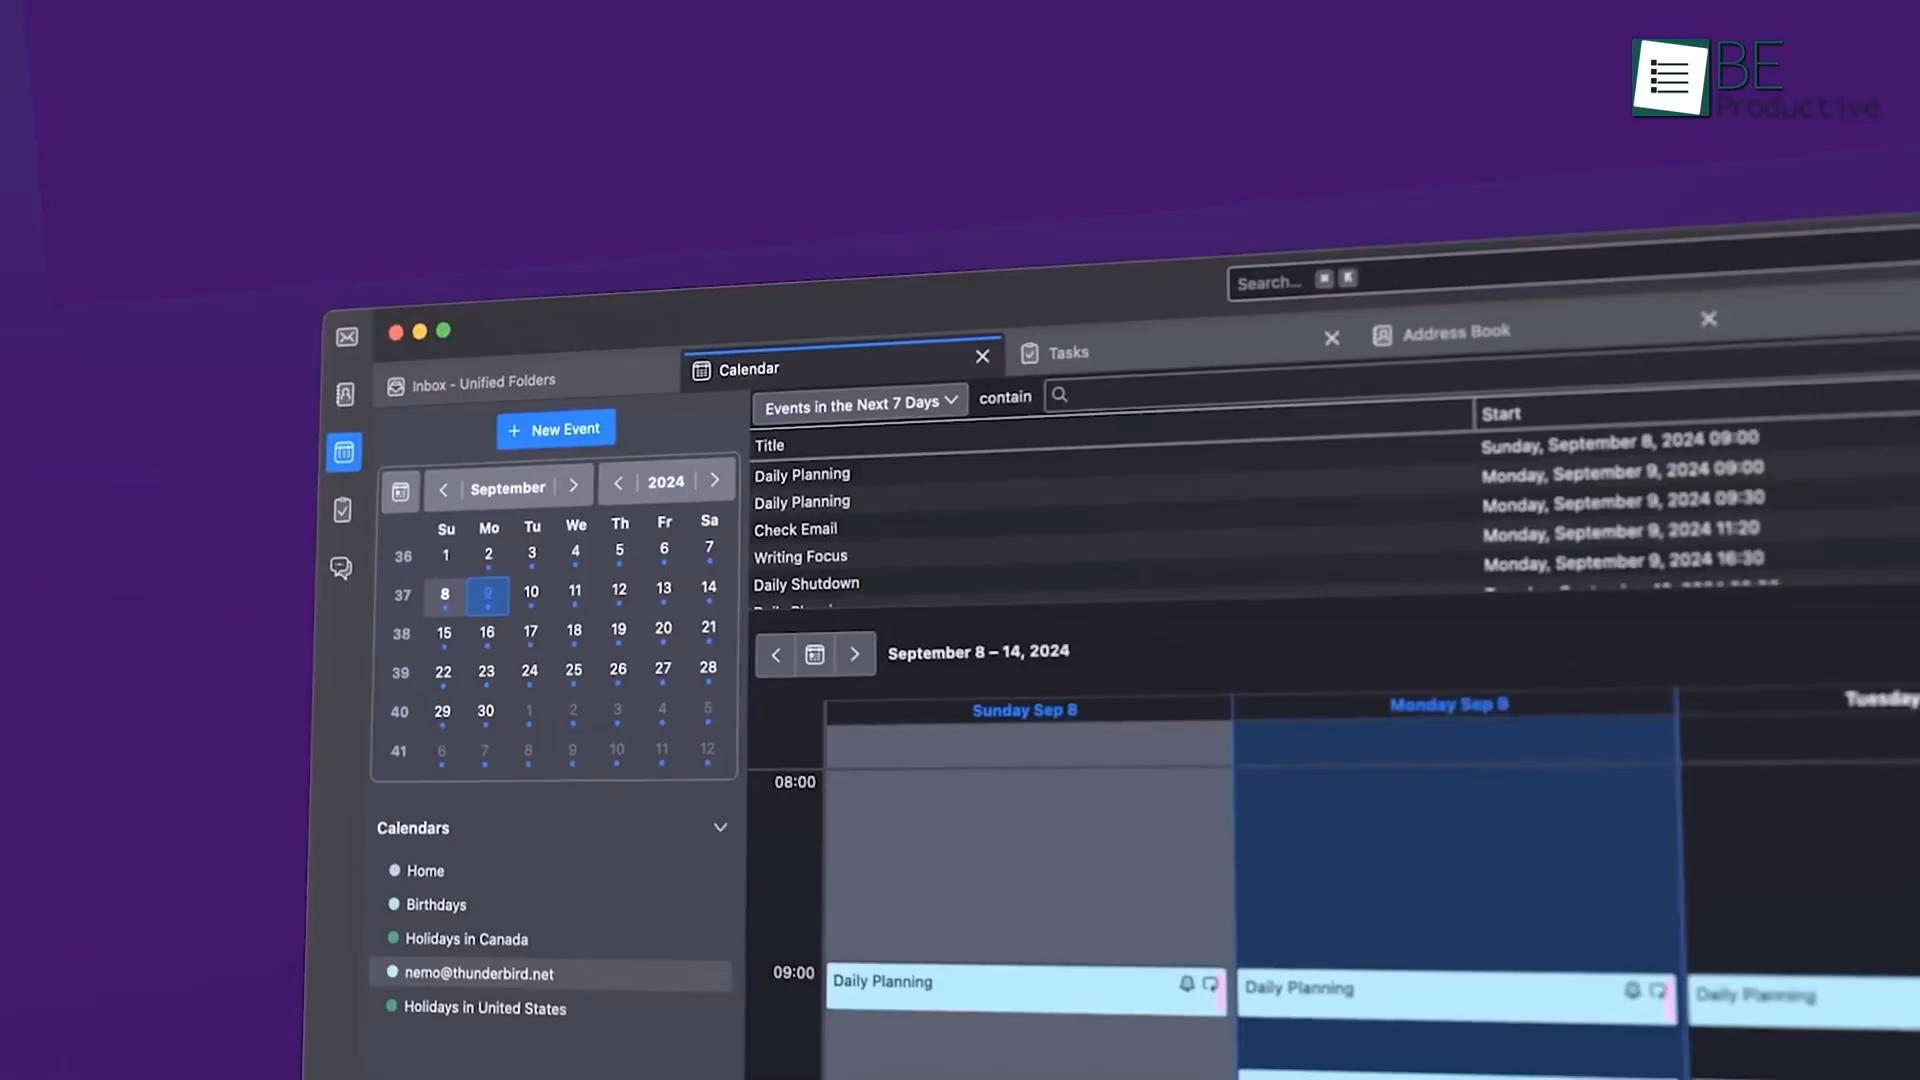 BE
Productive
Search... K
Inbox - Unified Folders
Calendar
Tasks
Address Book
+ New Event
Events in the Next 7 Days contain
Title Start
Daily Planning Sunday, September 8, 2024 09:00
Daily Planning Monday, September 9, 2024 09:00
Check Email Monday, September 9, 2024 09:30
Writing Focus Monday, September 9, 2024 11:20
Daily Shutdown Monday, September 9, 2024 16:30
September 2024
Su Mo Tu We Th Fr Sa
36 1 2 3 4 5 6 7
37 8 9 10 11 12 13 14
38 15 16 17 18 19 20 21
39 22 23 24 25 26 27 28
40 29 30 1 2 3 4 5
41 6 7 8 9 10 11 12
September 8 – 14, 2024
Sunday Sep 8 Monday Sep 9 Tuesday
08:00
09:00 Daily Planning Daily Planning Daily Planning
Calendars
Home
Birthdays
Holidays in Canada
nemo@thunderbird.net
Holidays in United States